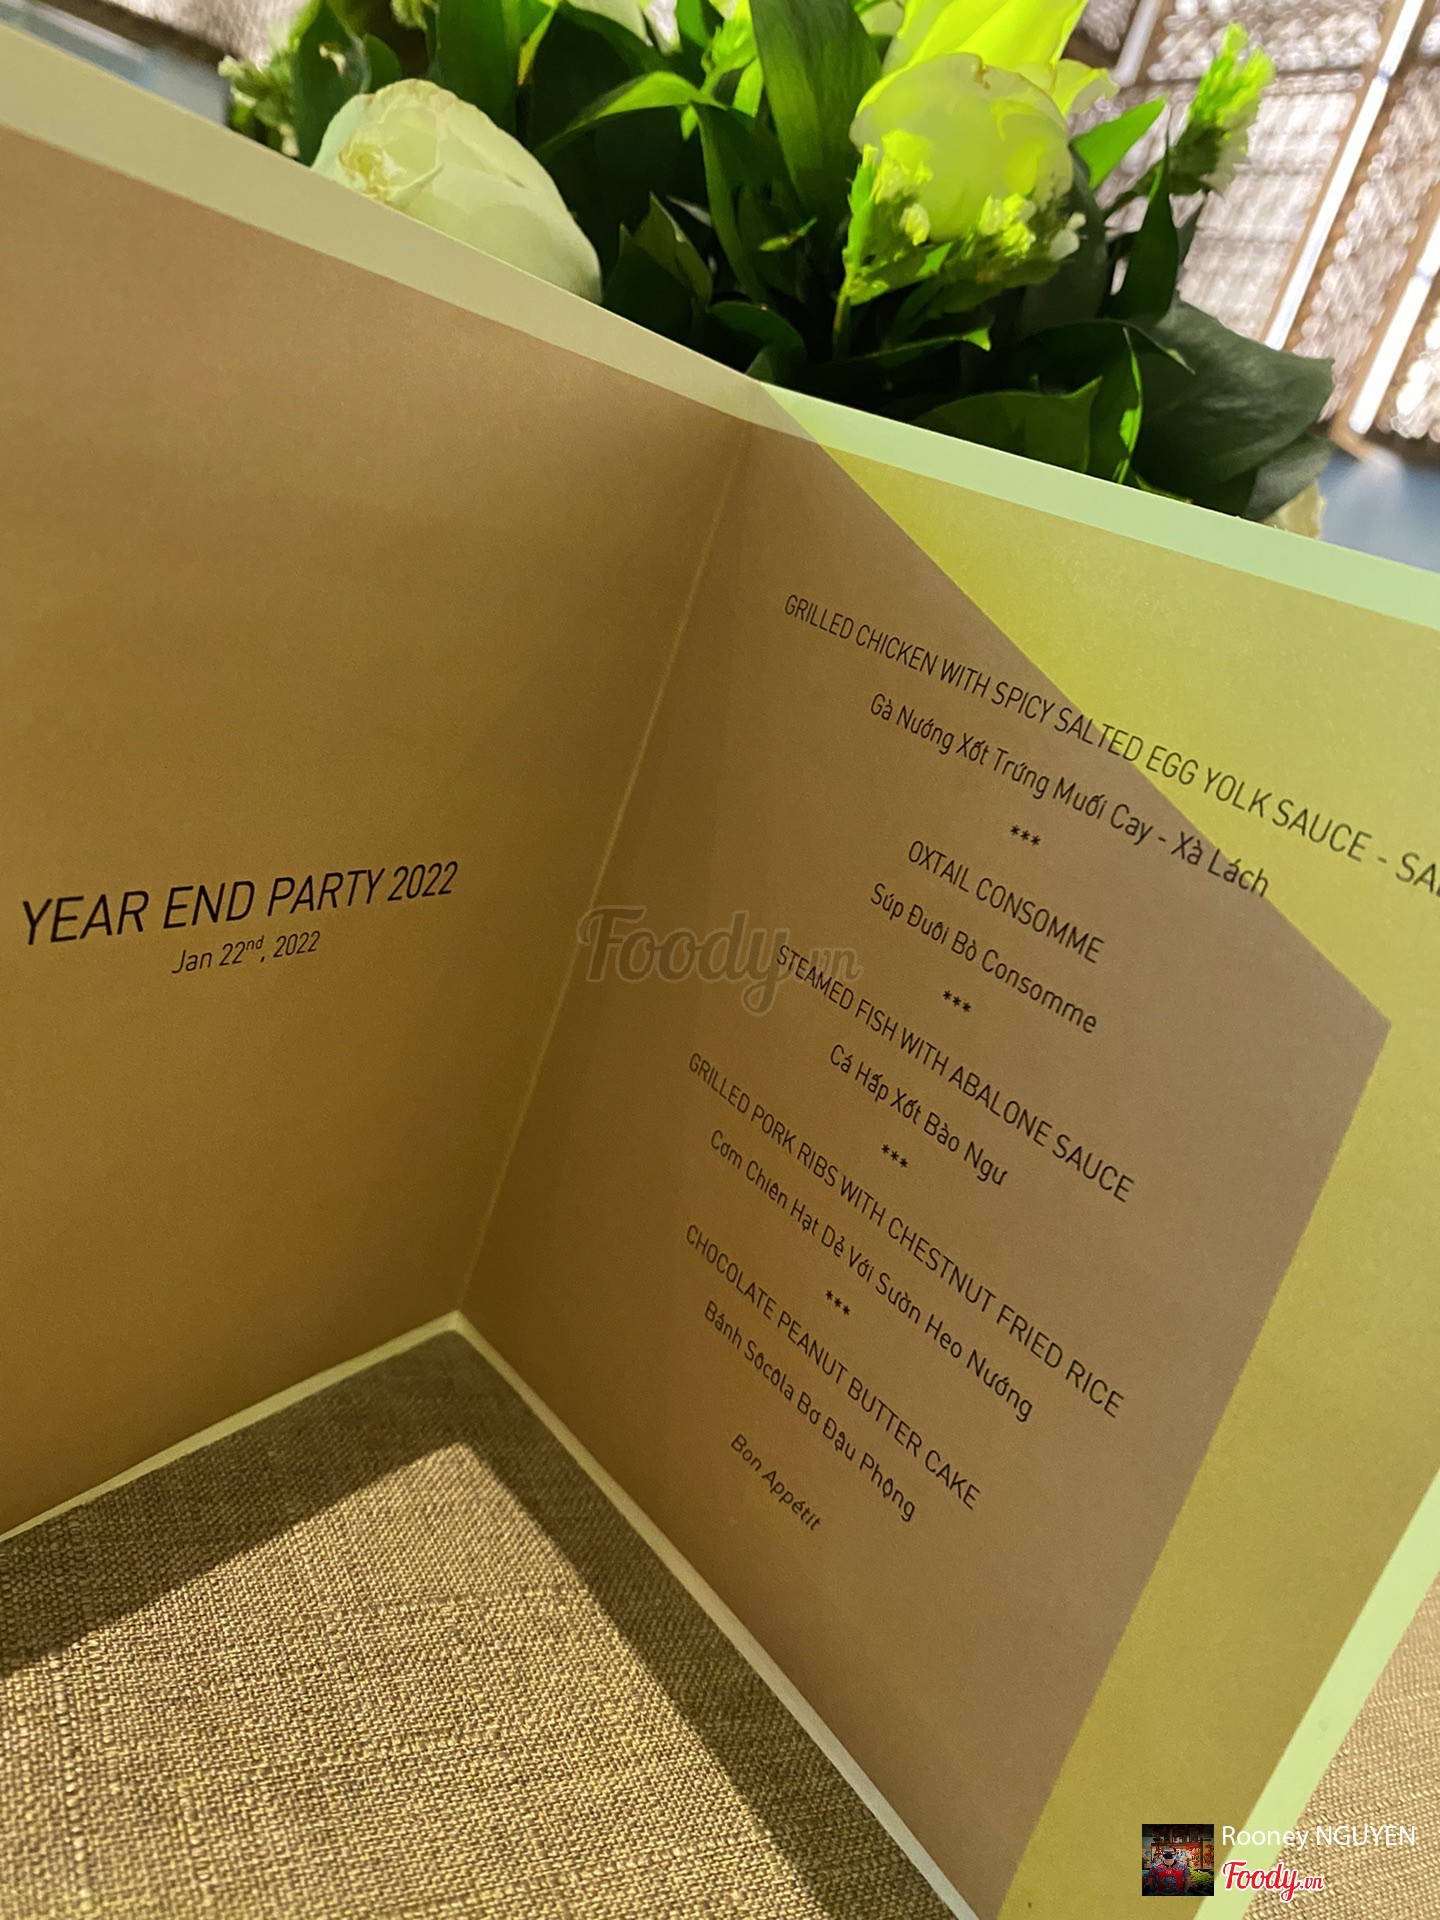 YEAR END PARTY 2022
Jan 22nd, 2022
GRILLED CHICKEN WITH SPICY SALTED EGG YOLK SAUCE -
Gà Nướng Xốt Trứng Muối Cay - Xà Lách
***
OXTAIL CONSOMME
Súp Đuôi Bò Consomme
***
STEAMED FISH WITH ABALONE SAUCE
Cá Hấp Xốt Bào Ngư
***
GRILLED PORK RIBS WITH CHESTNUT FRIED RICE
Cơm Chiên Hạt Dẻ Với Sườn Heo Nướng
***
CHOCOLATE PEANUT BUTTER CAKE
Bánh Sôcôla Bơ Đậu Phộng
Bon Appétit
Foody.vn
Rooney NGUYEN
Foody.vn